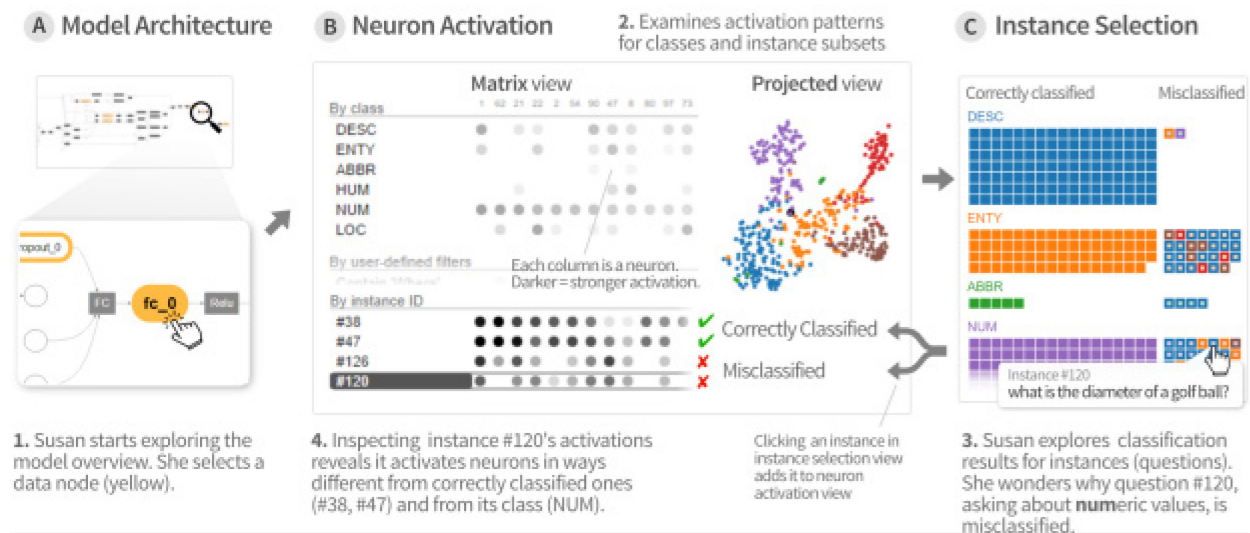 A Model Architecture
B Neuron Activation
2. Examines activation patterns
for classes and instance subsets
C Instance Selection
Matrix view
Projected view
By class
1 62 21 22 2 54 90 47 8 80 97 73
DESC
ENTY
ABBR
HUM
NUM
LOC
By user-defined filters
Contain 'Where'
Each column is a neuron.
Darker = stronger activation.
By instance ID
#38
#47
#126
#120
Correctly Classified
Misclassified
ropout_0
FC
fc_0
Relu
Correctly classified
Misclassified
DESC
ENTY
ABBR
NUM
Instance #120
what is the diameter of a golf ball?
1. Susan starts exploring the
model overview. She selects a
data node (yellow).
4. Inspecting instance #120's activations
reveals it activates neurons in ways
different from correctly classified ones
(#38, #47) and from its class (NUM).
Clicking an instance in
instance selection view
adds it to neuron
activation view
3. Susan explores classification
results for instances (questions).
She wonders why question #120,
asking about numeric values, is
misclassified.